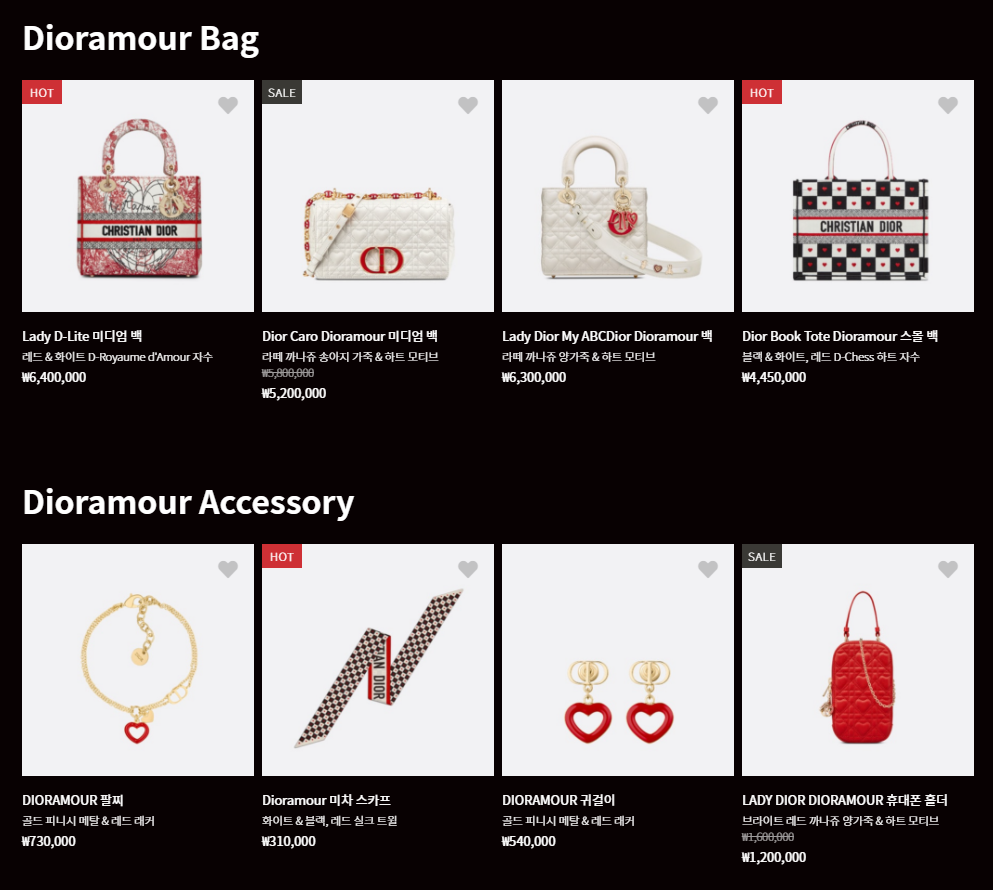 Dioramour Bag
HOT
SALE
HOT
CHRISTIAN DIOR
CHRISTIAN DIOR
CHRISTIAN DIOR
Lady D-Lite 미디엄 백
레드 & 화이트 D-Royaume d'Amour 자수
₩6,400,000
Dior Caro Dioramour 미디엄 백
라떼 까나쥬 송아지 가죽 & 하트 모티브
₩5,800,000
₩5,200,000
Lady Dior My ABCDior Dioramour 백
라떼 까나쥬 양가죽 & 하트 모티브
₩6,300,000
Dior Book Tote Dioramour 스몰 백
블랙 & 화이트, 레드 D-Chess 하트 자수
₩4,450,000
Dioramour Accessory
HOT
SALE
TIAN DIOR
DIORAMOUR 팔찌
골드 피니시 메탈 & 레드 래커
₩730,000
Dioramour 미차 스카프
화이트 & 블랙, 레드 실크 트윌
₩310,000
DIORAMOUR 귀걸이
골드 피니시 메탈 & 레드 래커
₩540,000
LADY DIOR DIORAMOUR 휴대폰 홀더
브라이트 레드 까나쥬 양가죽 & 하트 모티브
₩1,600,000
₩1,200,000